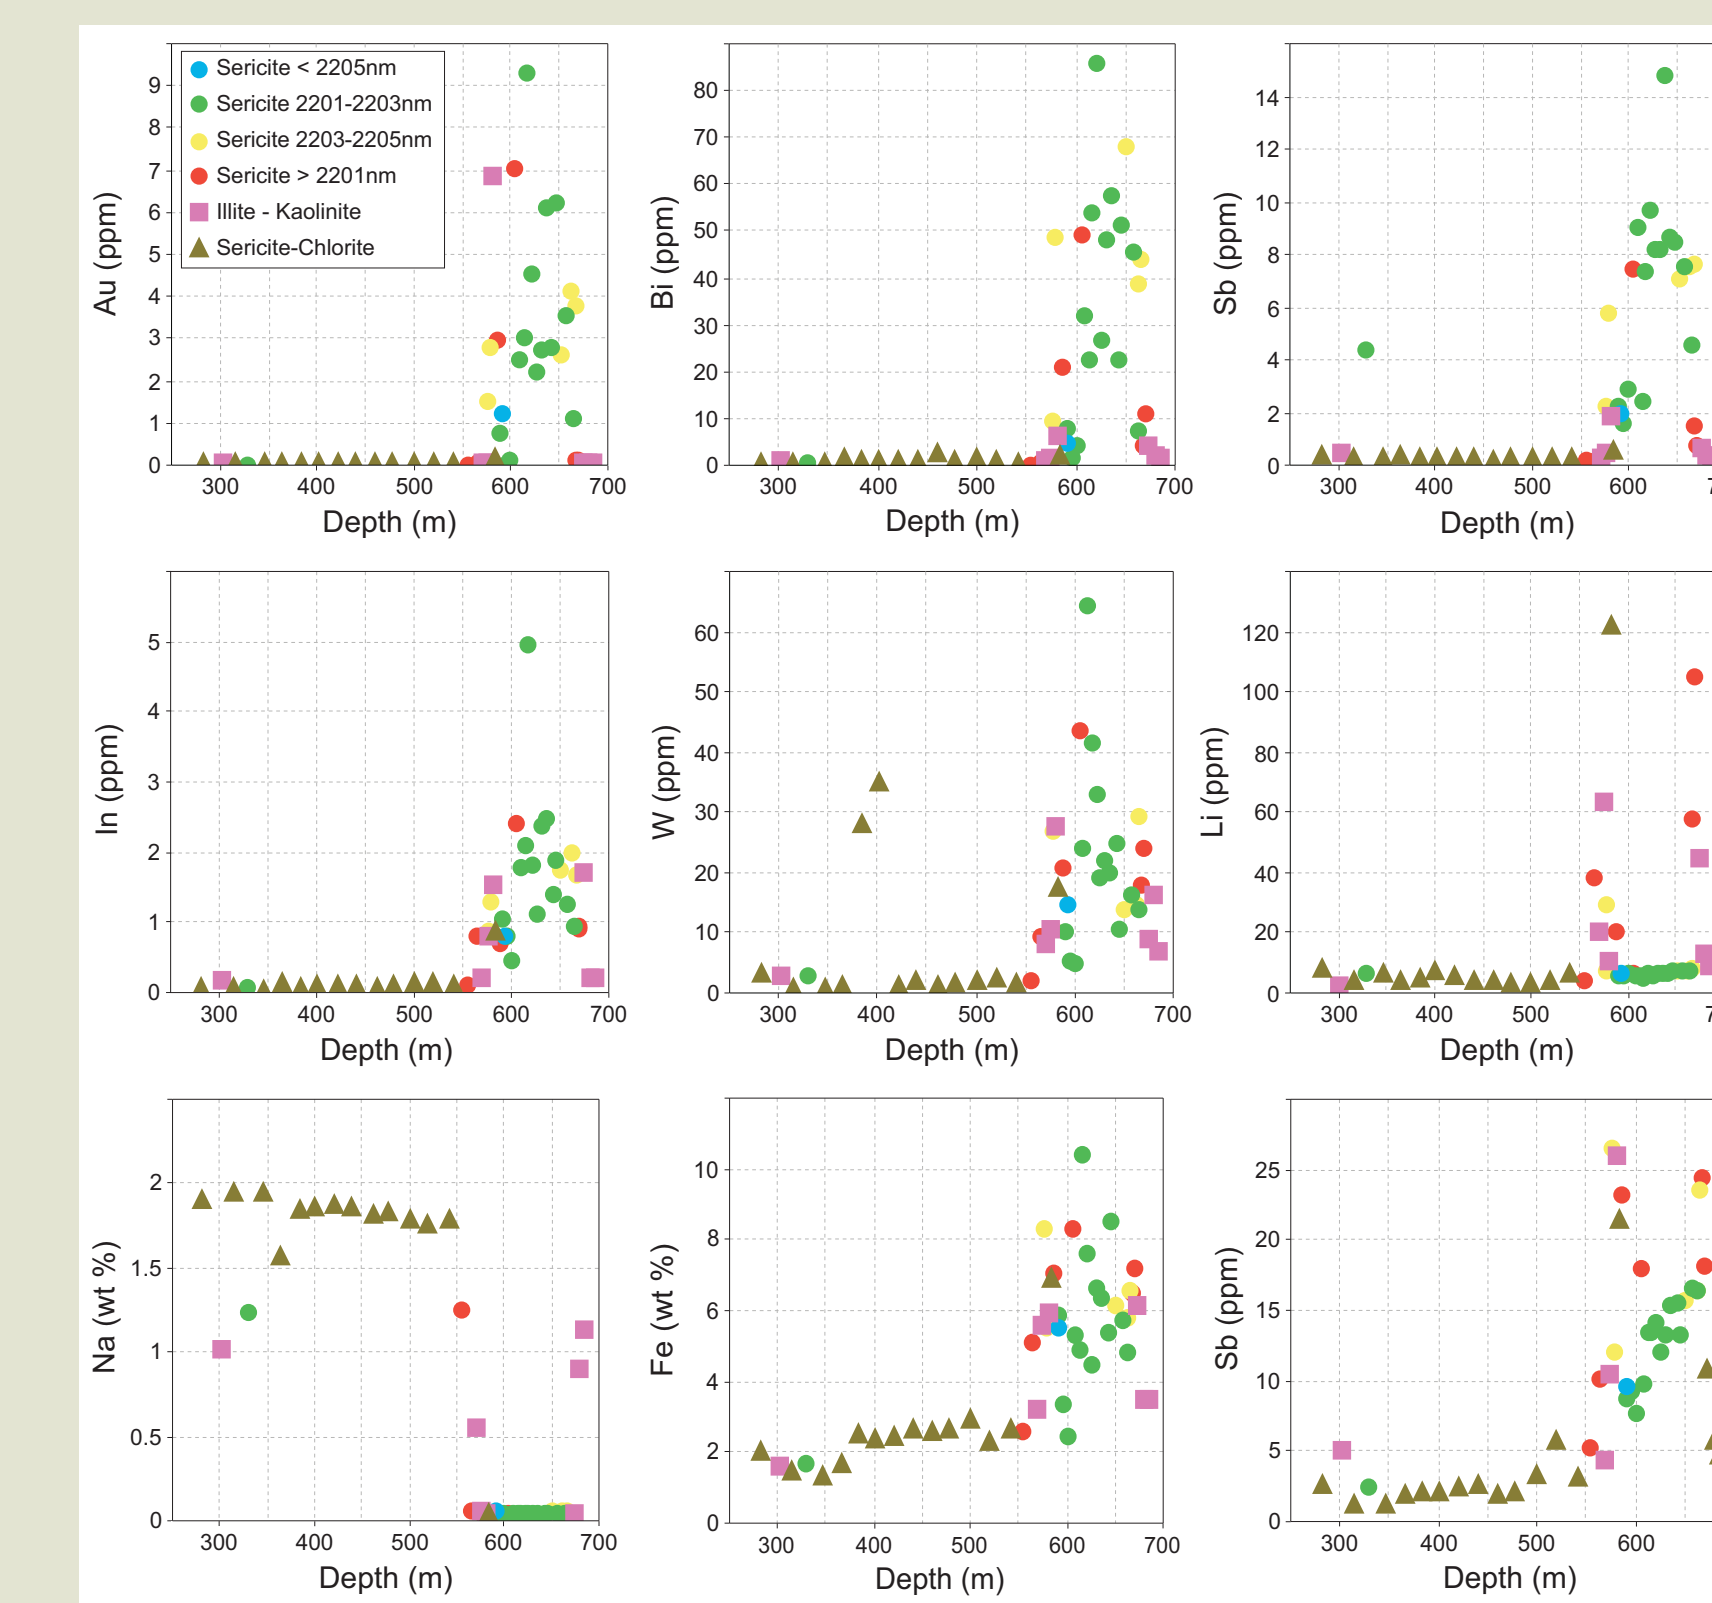 Au (ppm)
9
8
7
6
5
4
3
2
1
0
Sericite < 2205nm
Sericite 2201-2203nm
Sericite 2203-2205nm
Sericite > 2201nm
Illite - Kaolinite
Sericite-Chlorite
300 400 500 600 700
Depth (m)
Bi (ppm)
80
70
60
50
40
30
20
10
0
300 400 500 600 700
Depth (m)
Sb (ppm)
14
12
10
8
6
4
2
0
300 400 500 600
Depth (m)
In (ppm)
5
4
3
2
1
0
300 400 500 600 700
Depth (m)
W (ppm)
60
50
40
30
20
10
0
300 400 500 600 700
Depth (m)
Li (ppm)
120
100
80
60
40
20
0
300 400 500 600
Depth (m)
Na (wt %)
2
1.5
1
0.5
0
300 400 500 600 700
Depth (m)
Fe (wt %)
10
8
6
4
2
0
300 400 500 600 700
Depth (m)
Sb (ppm)
25
20
15
10
5
0
300 400 500 600
Depth (m)